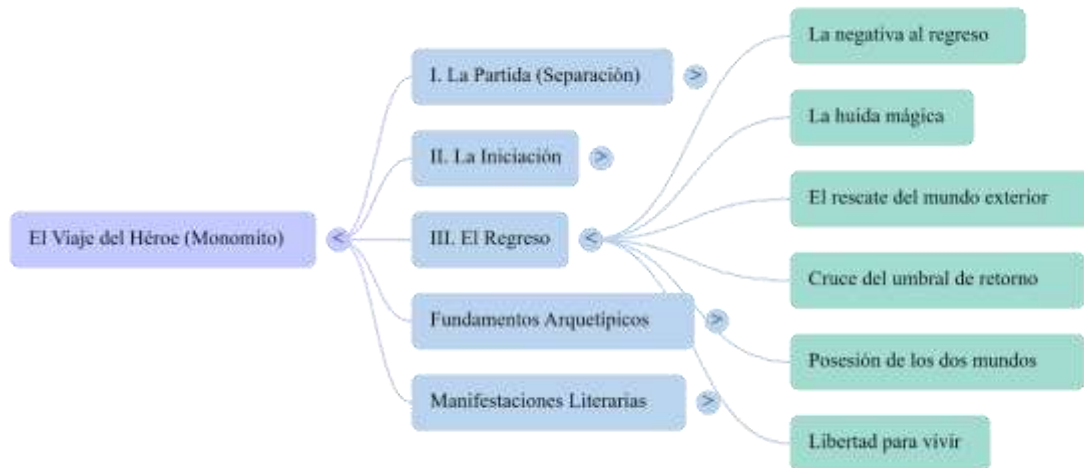 El Viaje del Héroe (Monomito)
<
I. La Partida (Separación)
>
II. La Iniciación
>
III. El Regreso
<
Fundamentos Arquetípicos
>
Manifestaciones Literarias
>
La negativa al regreso
La huida mágica
El rescate del mundo exterior
Cruce del umbral de retorno
Posesión de los dos mundos
Libertad para vivir